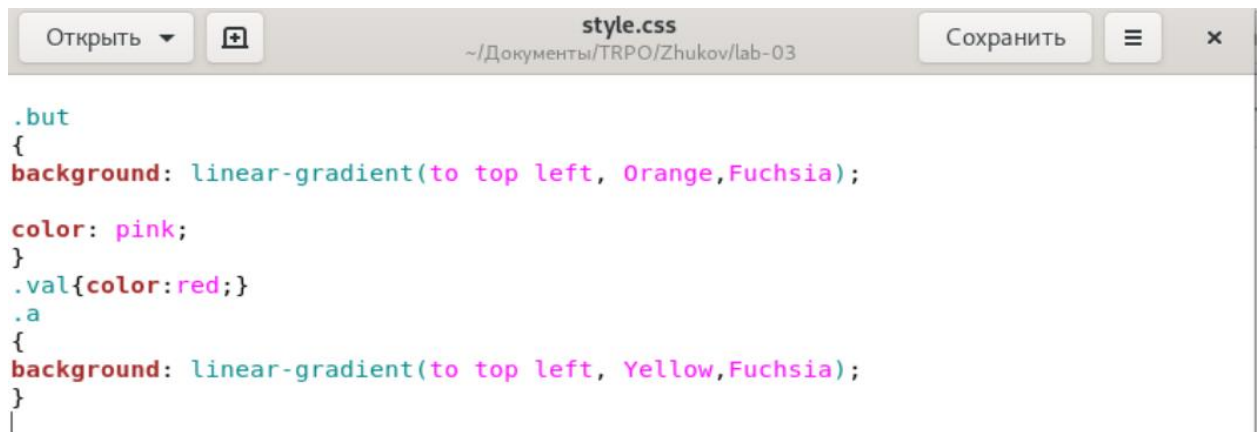 Открыть
style.css
~/Документы/TRPO/Zhukov/lab-03
Сохранить
.but
{
background: linear-gradient(to top left, Orange,Fuchsia);
color: pink;
}
.val{color:red;}
.a
{
background: linear-gradient(to top left, Yellow,Fuchsia);
}